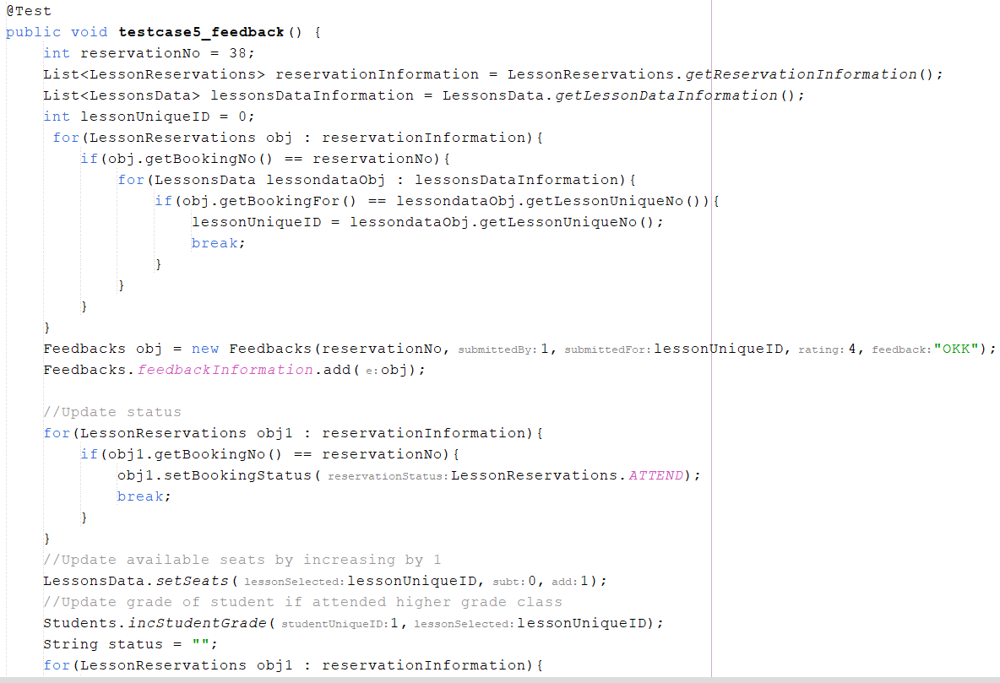 @Test
public void testcase5_feedback() {
    int reservationNo = 38;
    List<LessonReservations> reservationInformation = LessonReservations.getReservationInformation();
    List<LessonsData> lessonsDataInformation = LessonsData.getLessonDataInformation();
    int lessonUniqueID = 0;
     for(LessonReservations obj : reservationInformation){
        if(obj.getBookingNo() == reservationNo){
            for(LessonsData lessondataObj : lessonsDataInformation){
                if(obj.getBookingFor() == lessondataObj.getLessonUniqueNo()){
                    lessonUniqueID = lessondataObj.getLessonUniqueNo();
                    break;
                }
            }
        }
    }
    Feedbacks obj = new Feedbacks(reservationNo, submittedBy: 1, submittedFor: lessonUniqueID, rating: 4, feedback: "OKK");
    Feedbacks.feedbackInformation.add( e: obj);

    //Update status
    for(LessonReservations obj1 : reservationInformation){
        if(obj1.getBookingNo() == reservationNo){
            obj1.setBookingStatus( reservationStatus: LessonReservations.ATTEND);
            break;
        }
    }
    //Update available seats by increasing by 1
    LessonsData.setSeats( lessonSelected: lessonUniqueID, subt: 0, add: 1);
    //Update grade of student if attended higher grade class
    Students.incStudentGrade( studentUniqueID: 1, lessonSelected: lessonUniqueID);
    String status = "";
    for(LessonReservations obj1 : reservationInformation){